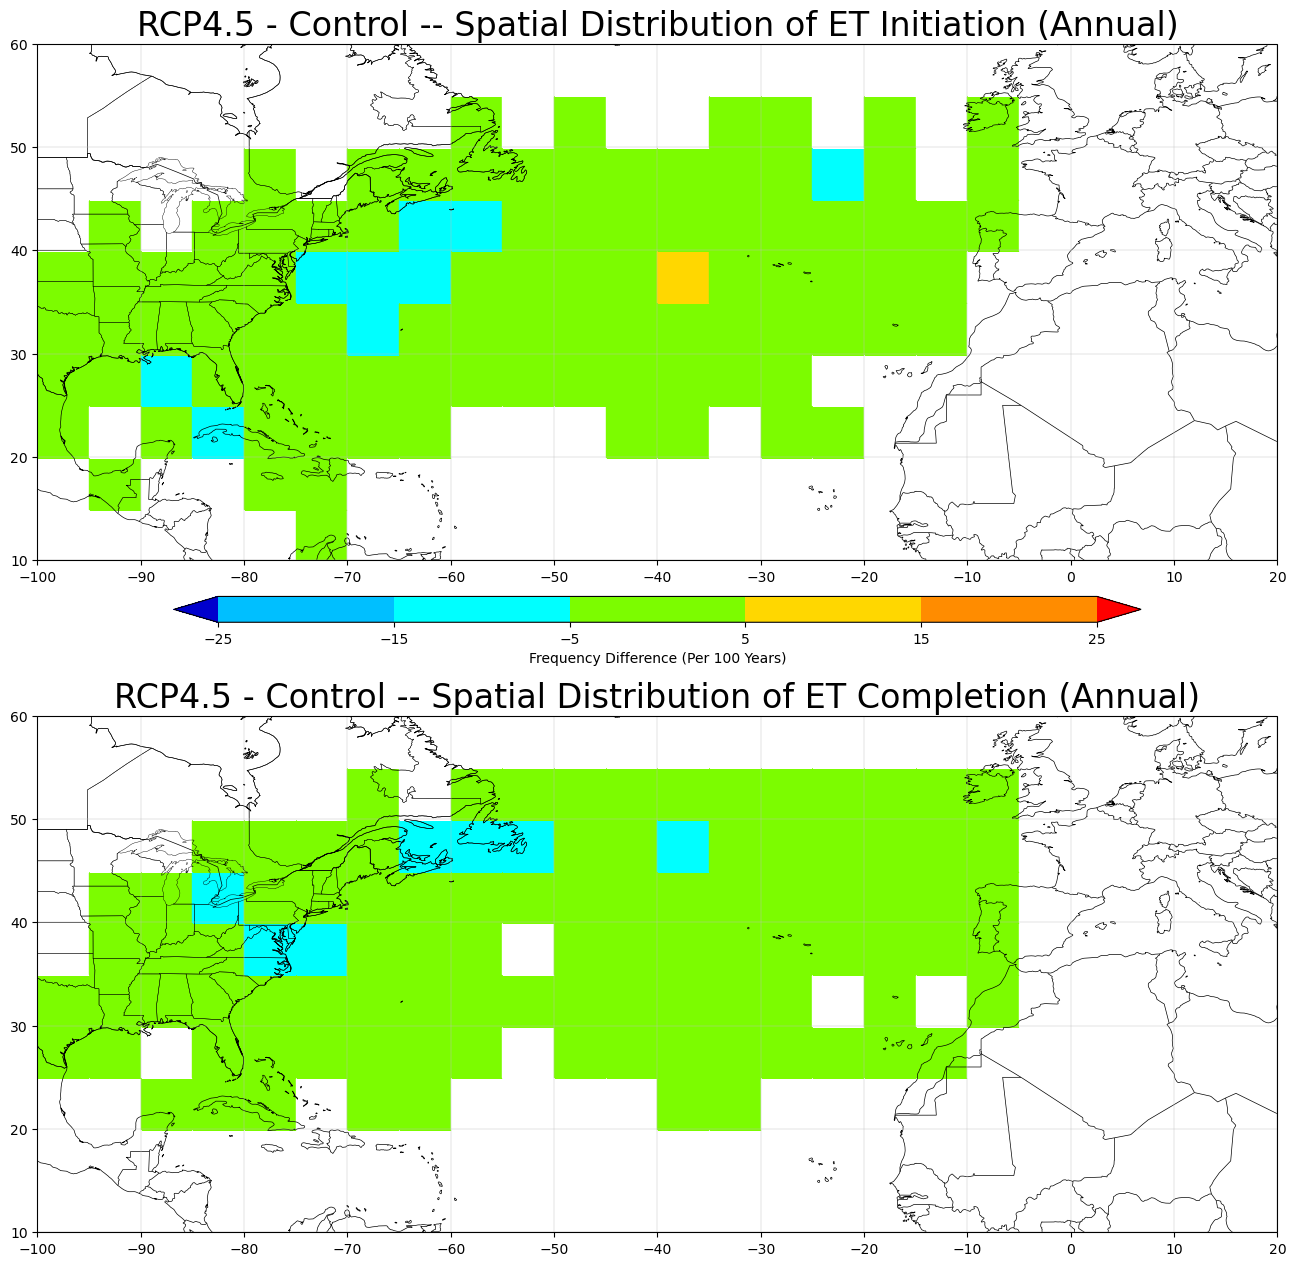 RCP4.5 - Control -- Spatial Distribution of ET Initiation (Annual)
60
50
40
30
20
10
−100 −90 −80 −70 −60 −50 −40 −30 −20 −10 0 10 20
−25 −15 −5 5 15 25
Frequency Difference (Per 100 Years)
RCP4.5 - Control -- Spatial Distribution of ET Completion (Annual)
60
50
40
30
20
10
−100 −90 −80 −70 −60 −50 −40 −30 −20 −10 0 10 20